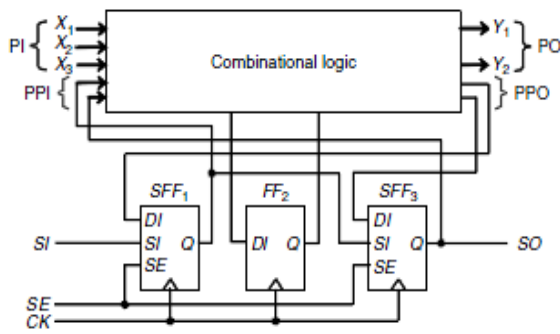 PI
X1
X2
X3
PPI
Combinational logic
Y1
Y2
PO
PPO
SFF1
FF2
SFF3
DI
SI
SE
Q
DI
Q
DI
SI
SE
Q
SI
SO
SE
CK